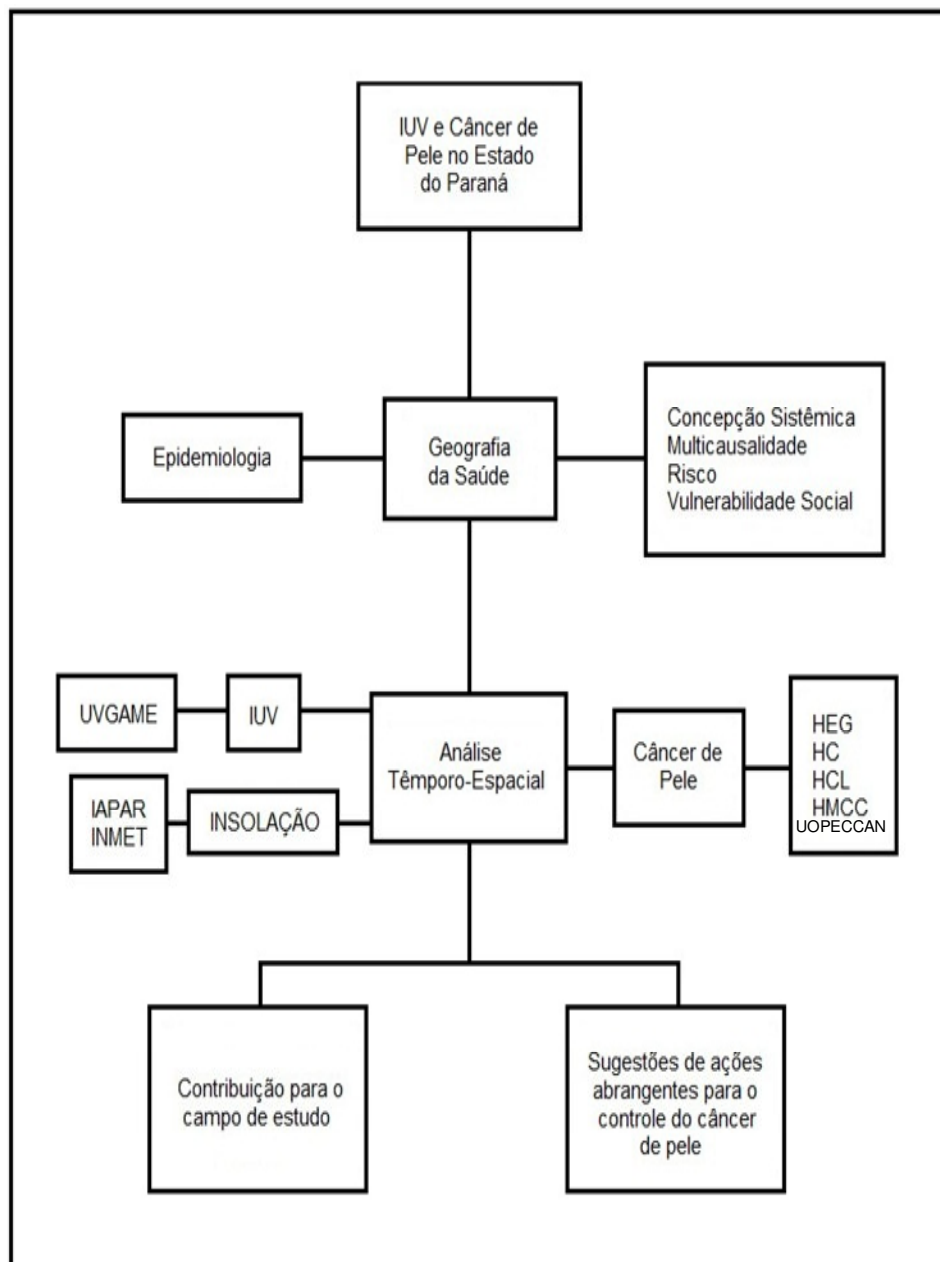 IUV e Câncer de
Pele no Estado
do Paraná
Epidemiologia
Geografia
da Saúde
Concepção Sistêmica
Multicausalidade
Risco
Vulnerabilidade Social
UVGAME
IUV
IAPAR
INMET
INSOLAÇÃO
Análise
Têmporo-Espacial
Câncer de
Pele
HEG
HC
HCL
HMCC
UOPECCAN
Contribuição para o
campo de estudo
Sugestões de ações
abrangentes para o
controle do câncer
de pele